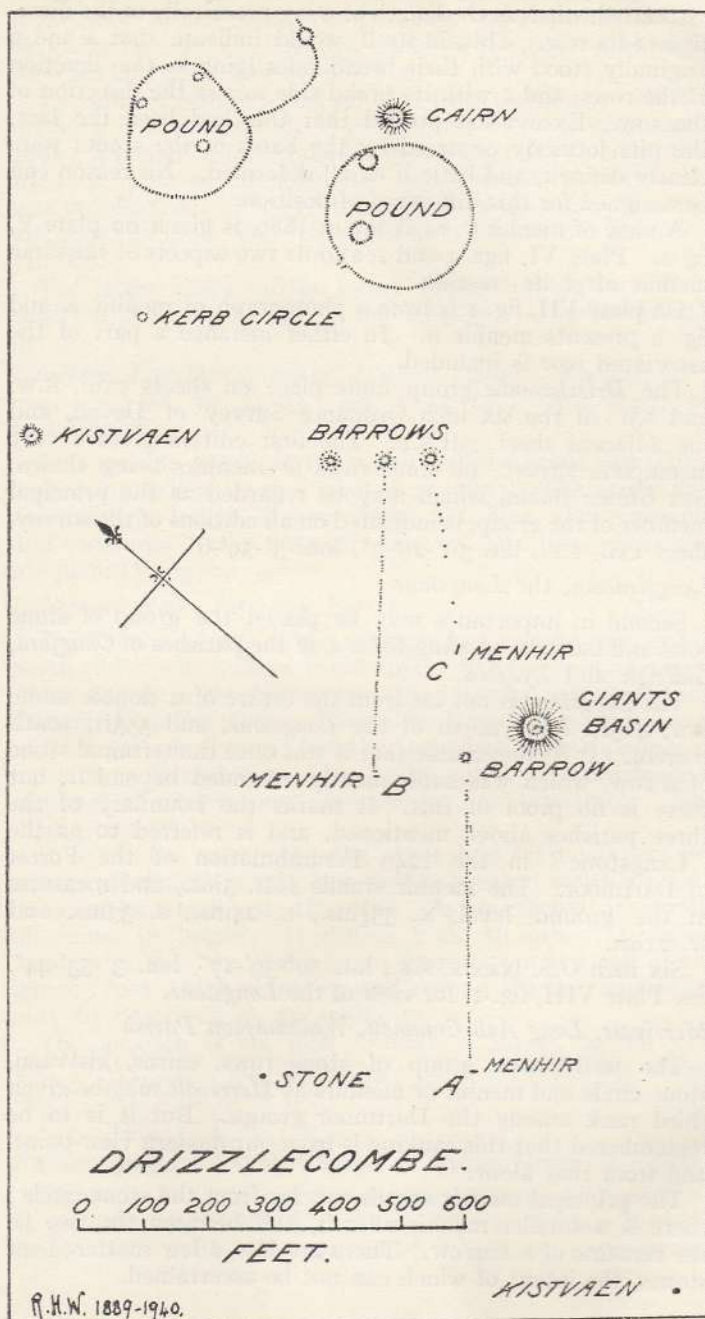 POUND
CAIRN
POUND
KERB CIRCLE
KISTVAEN
BARROWS
C MENHIR
GIANTS
BASIN
MENHIR B
BARROW
STONE
A MENHIR
DRIZZLECOMBE.
0 100 200 300 400 500 600
FEET.
R.H.W. 1889-1940.
KISTVAEN